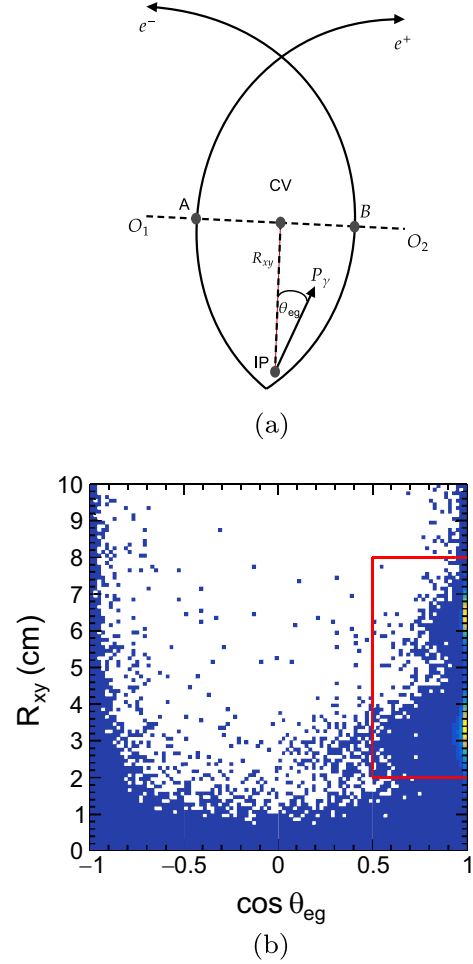 e⁻
e⁺
A
CV
B
O₁
O₂
R_xy
P_γ
θ_eg
IP
(a)
10
9
8
7
6
5
4
3
2
1
0
R_xy (cm)
−1 −0.5 0 0.5 1
cos θ_eg
(b)